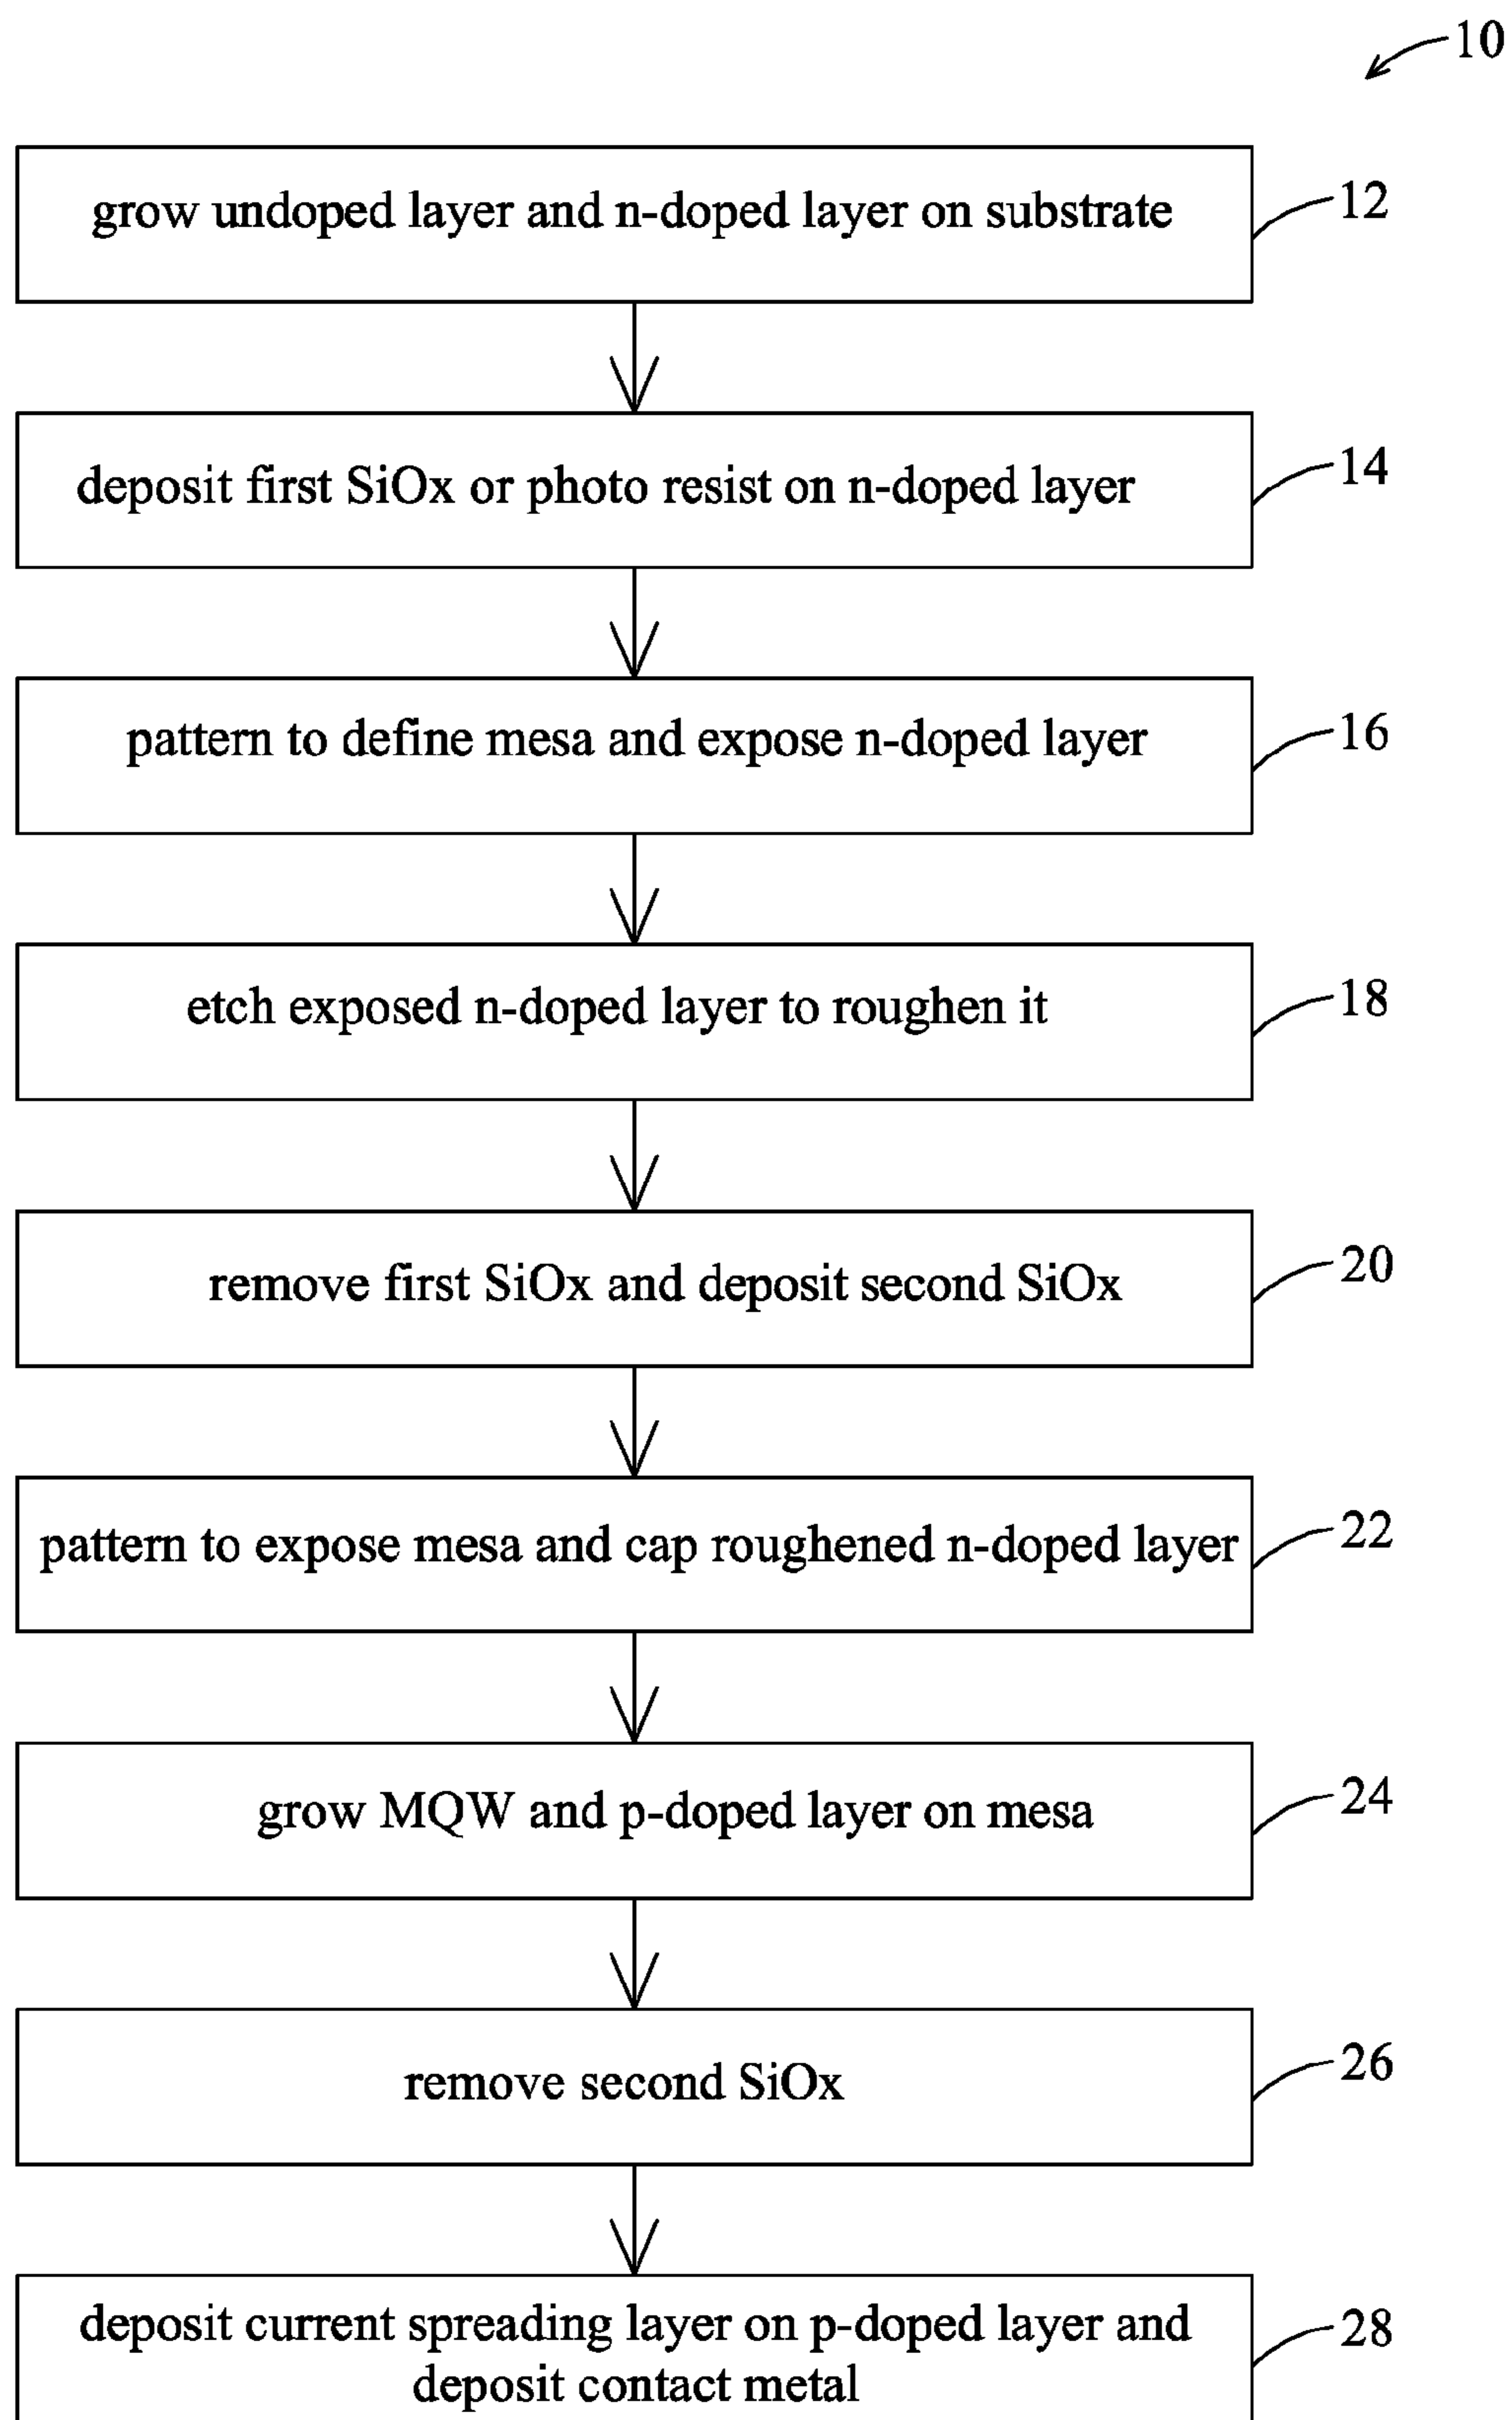 10
grow undoped layer and n-doped layer on substrate
12
deposit first SiOx or photo resist on n-doped layer
14
pattern to define mesa and expose n-doped layer
16
etch exposed n-doped layer to roughen it
18
remove first SiOx and deposit second SiOx
20
pattern to expose mesa and cap roughened n-doped layer
22
grow MQW and p-doped layer on mesa
24
remove second SiOx
26
deposit current spreading layer on p-doped layer and
deposit contact metal
28